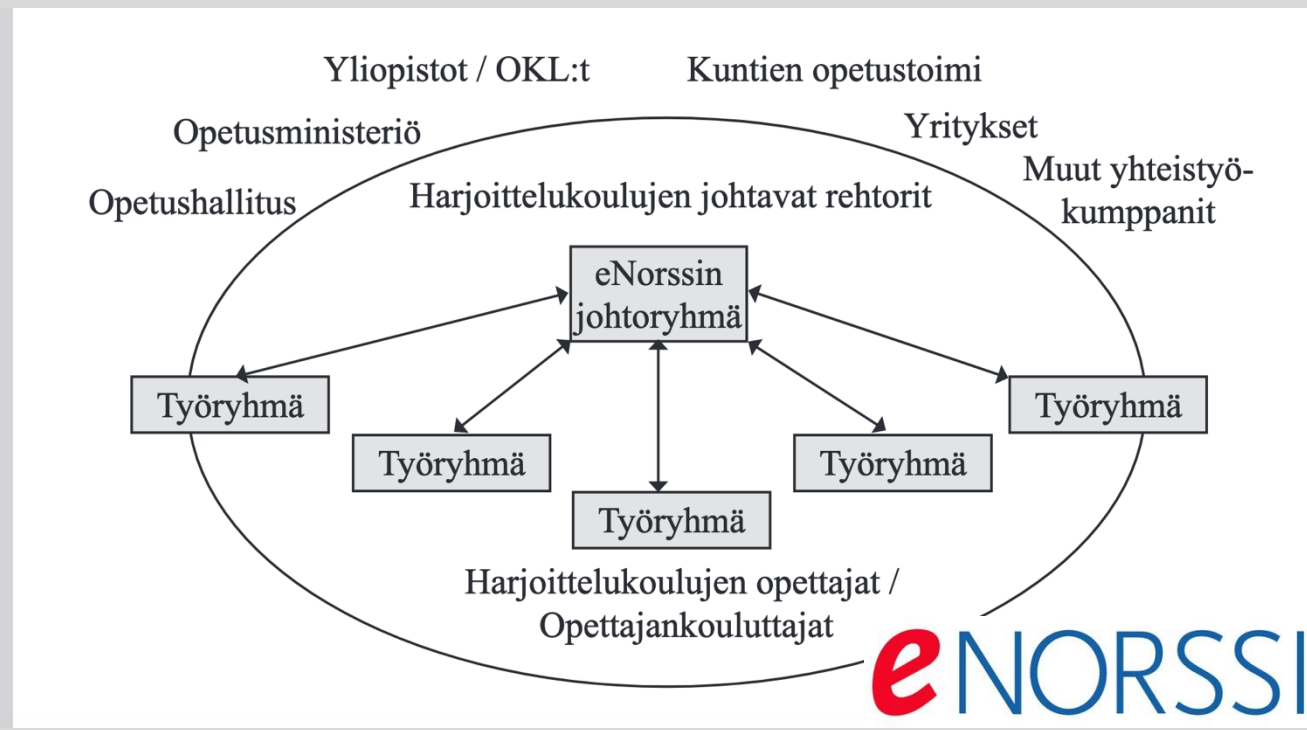 Yliopistot / OKL:t
Kuntien opetustoimi
Opetusministeriö
Yritykset
Opetushallitus
Harjoittelukoulujen johtavat rehtorit
Muut yhteistyö-
kumppanit
eNorssin
johtoryhmä
Työryhmä
Työryhmä
Työryhmä
Työryhmä
Työryhmä
Harjoittelukoulujen opettajat /
Opettajankouluttajat
eNORSSI